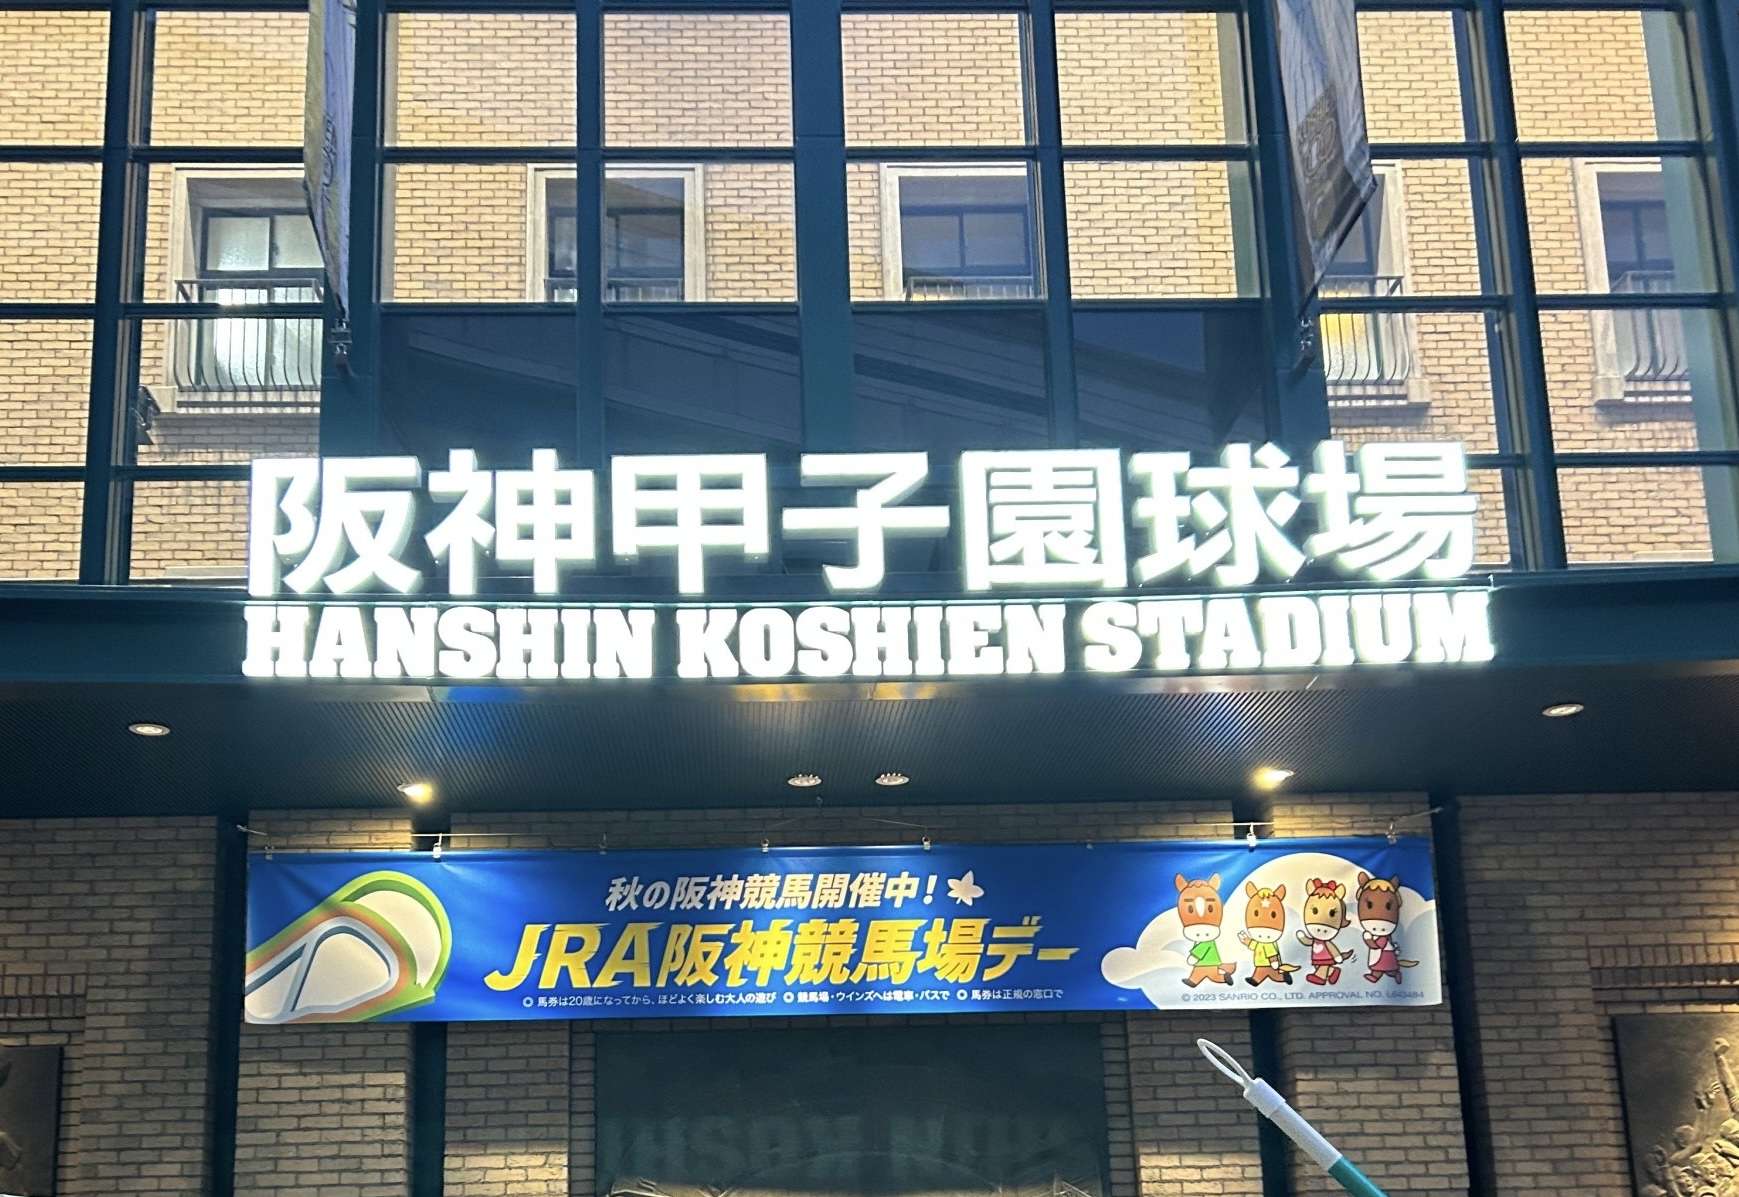 阪神甲子園球場
HANSHIN KOSHIEN STADIUM
秋の阪神競馬開催中!
JRA阪神競馬場デー
◎ 馬券は20歳になってから、ほどよく楽しむ大人の遊び ◎ 競馬場・ウインズへは電車・バスで ◎ 馬券は正規の窓口で
© 2023 SANRIO CO., LTD. APPROVAL NO. L643484